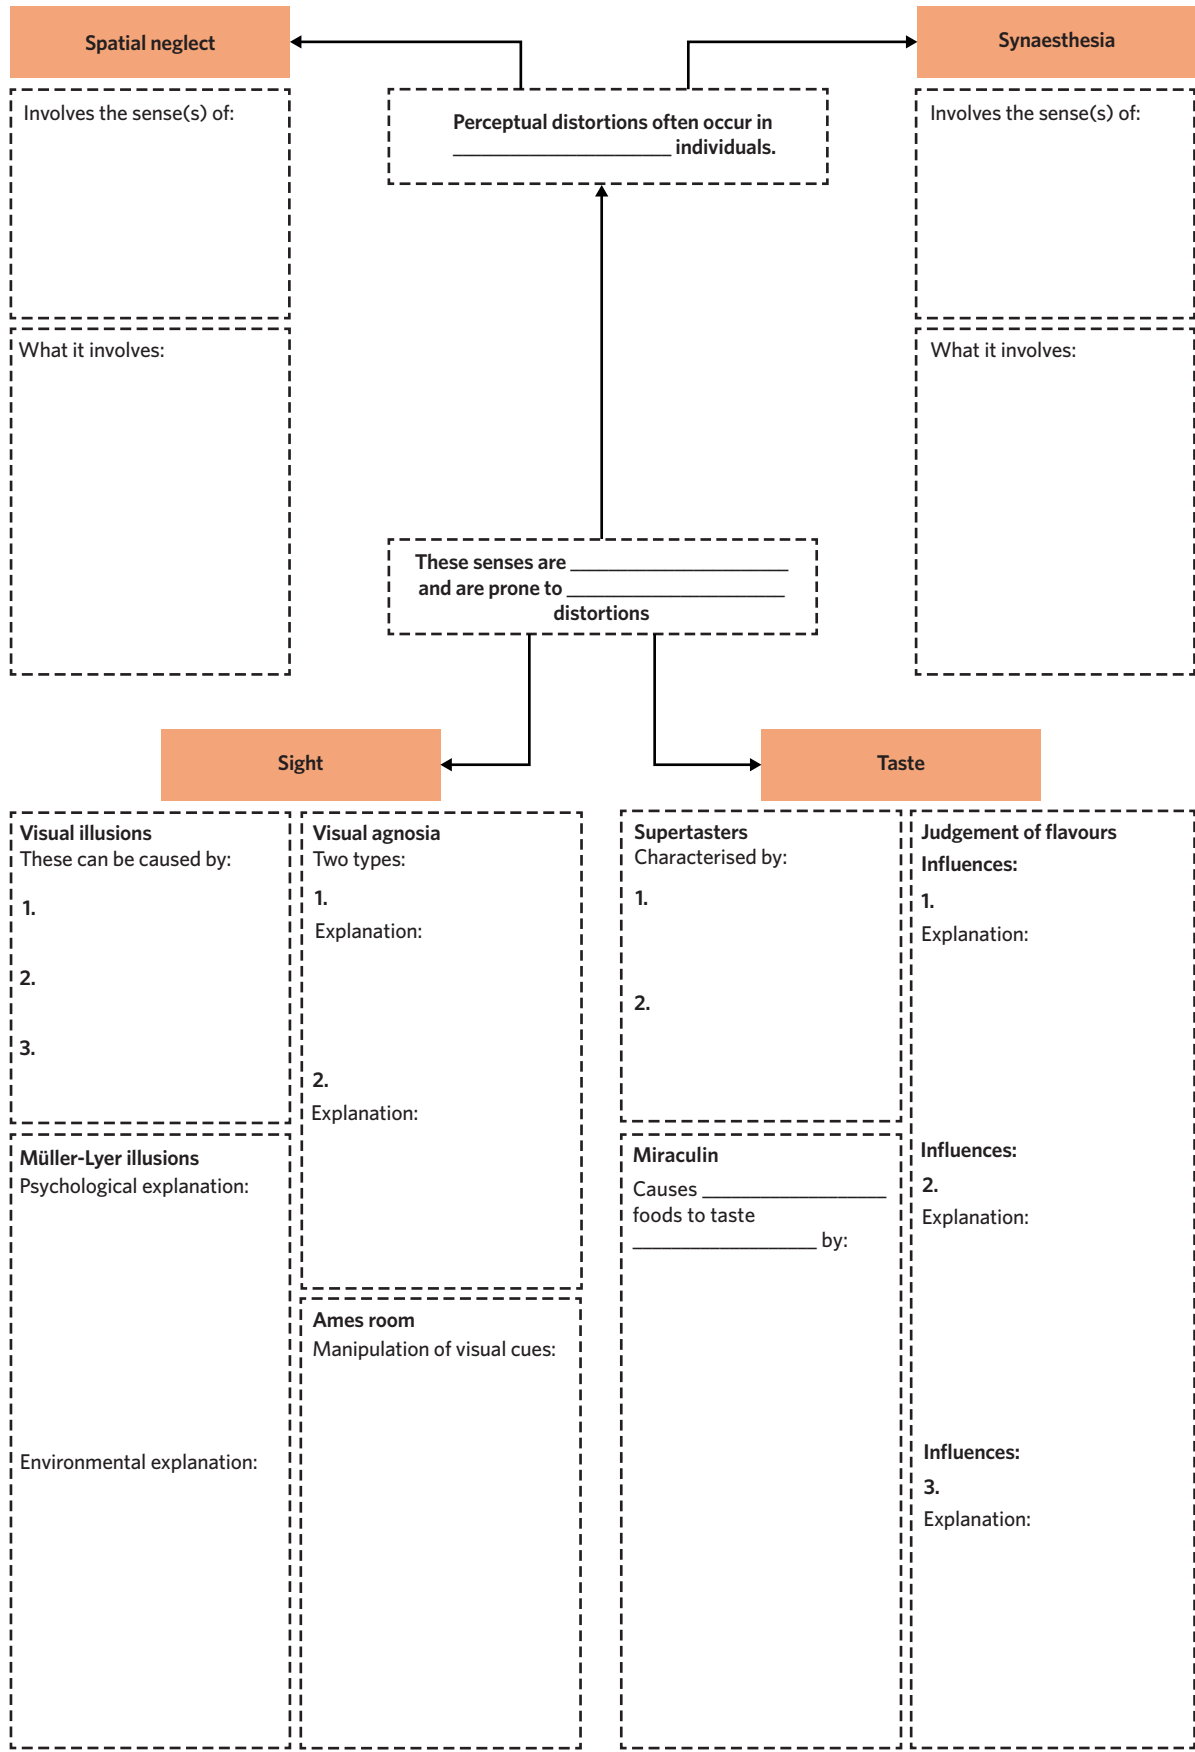 Spatial neglect
Involves the sense(s) of:
What it involves:
Perceptual distortions often occur in
____________________ individuals.
Synaesthesia
Involves the sense(s) of:
What it involves:
These senses are ____________________
and are prone to ____________________
distortions
Sight
Visual illusions
These can be caused by:
1.
2.
3.
Müller-Lyer illusions
Psychological explanation:
Environmental explanation:
Visual agnosia
Two types:
1.
Explanation:
2.
Explanation:
Ames room
Manipulation of visual cues:
Taste
Supertasters
Characterised by:
1.
2.
Miraculin
Causes _________________
foods to taste
_________________ by:
Judgement of flavours
Influences:
1.
Explanation:
Influences:
2.
Explanation:
Influences:
3.
Explanation: